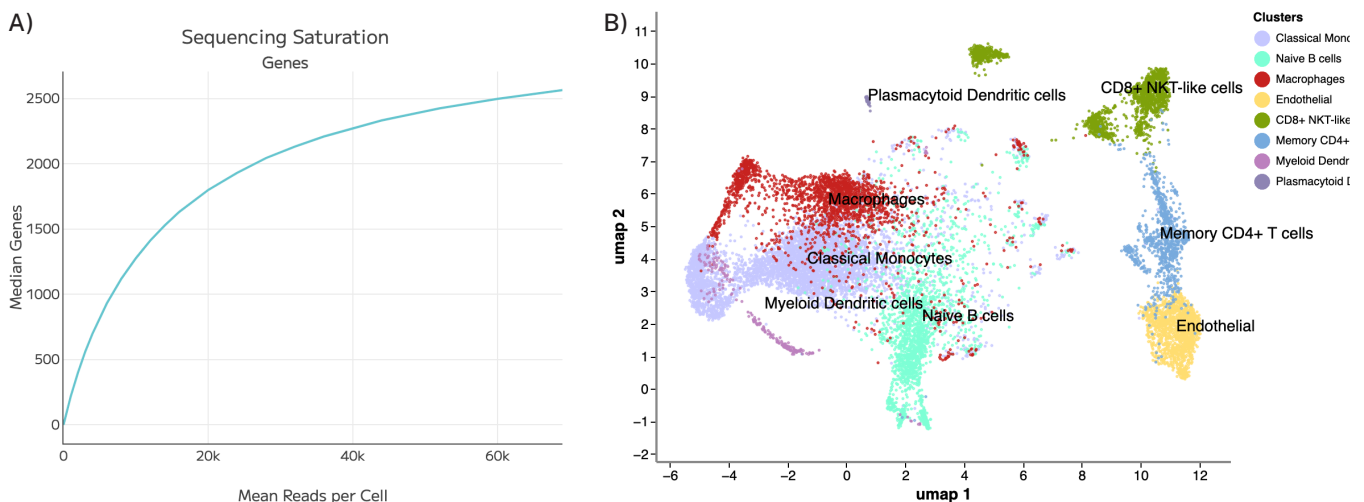 A)
Sequencing Saturation
Genes
Median Genes
2500
2000
1500
1000
500
0
0 20k 40k 60k
Mean Reads per Cell
B)
umap 2
11
10
9
8
7
6
5
4
3
2
1
0
−1
−2
−6 −4 −2 0 2 4 6 8 10 12
umap 1
Plasmacytoid Dendritic cells
CD8+ NKT-like cells
Macrophages
Memory CD4+ T cells
Classical Monocytes
Myeloid Dendritic cells
Naive B cells
Endothelial
Clusters
Classical Mono
Naive B cells
Macrophages
Endothelial
CD8+ NKT-like
Memory CD4+
Myeloid Dendr
Plasmacytoid D